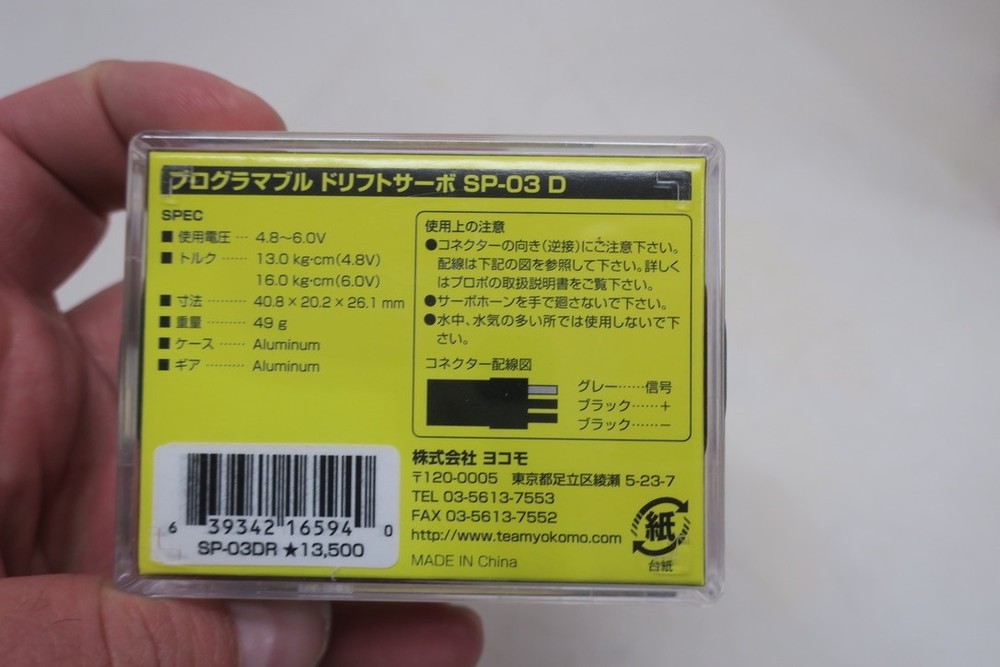 プログラマブル ドリフトサーボ SP-03 D
SPEC
■ 使用電圧 … 4.8〜6.0V
■ トルク …… 13.0 kg·cm(4.8V)
16.0 kg·cm(6.0V)
■ 寸法 ……… 40.8 × 20.2 × 26.1 mm
■ 重量 ……… 49 g
■ ケース …… Aluminum
■ ギア ……… Aluminum
使用上の注意
●コネクターの向き(逆接)にご注意下さい。
配線は下記の図を参照して下さい。詳しく
はプロポの取扱説明書をご覧下さい。
●サーボホーンを手で廻さないで下さい。
●水中、水気の多い所では使用しないで下
さい。
コネクター配線図
グレー……信号
ブラック……＋
ブラック……－
6 39342 16594 0
SP-03DR ★13,500
株式会社 ヨコモ
〒120-0005 東京都足立区綾瀬 5-23-7
TEL 03-5613-7553
FAX 03-5613-7552
http://www.teamyokomo.com
MADE IN China
紙
台紙